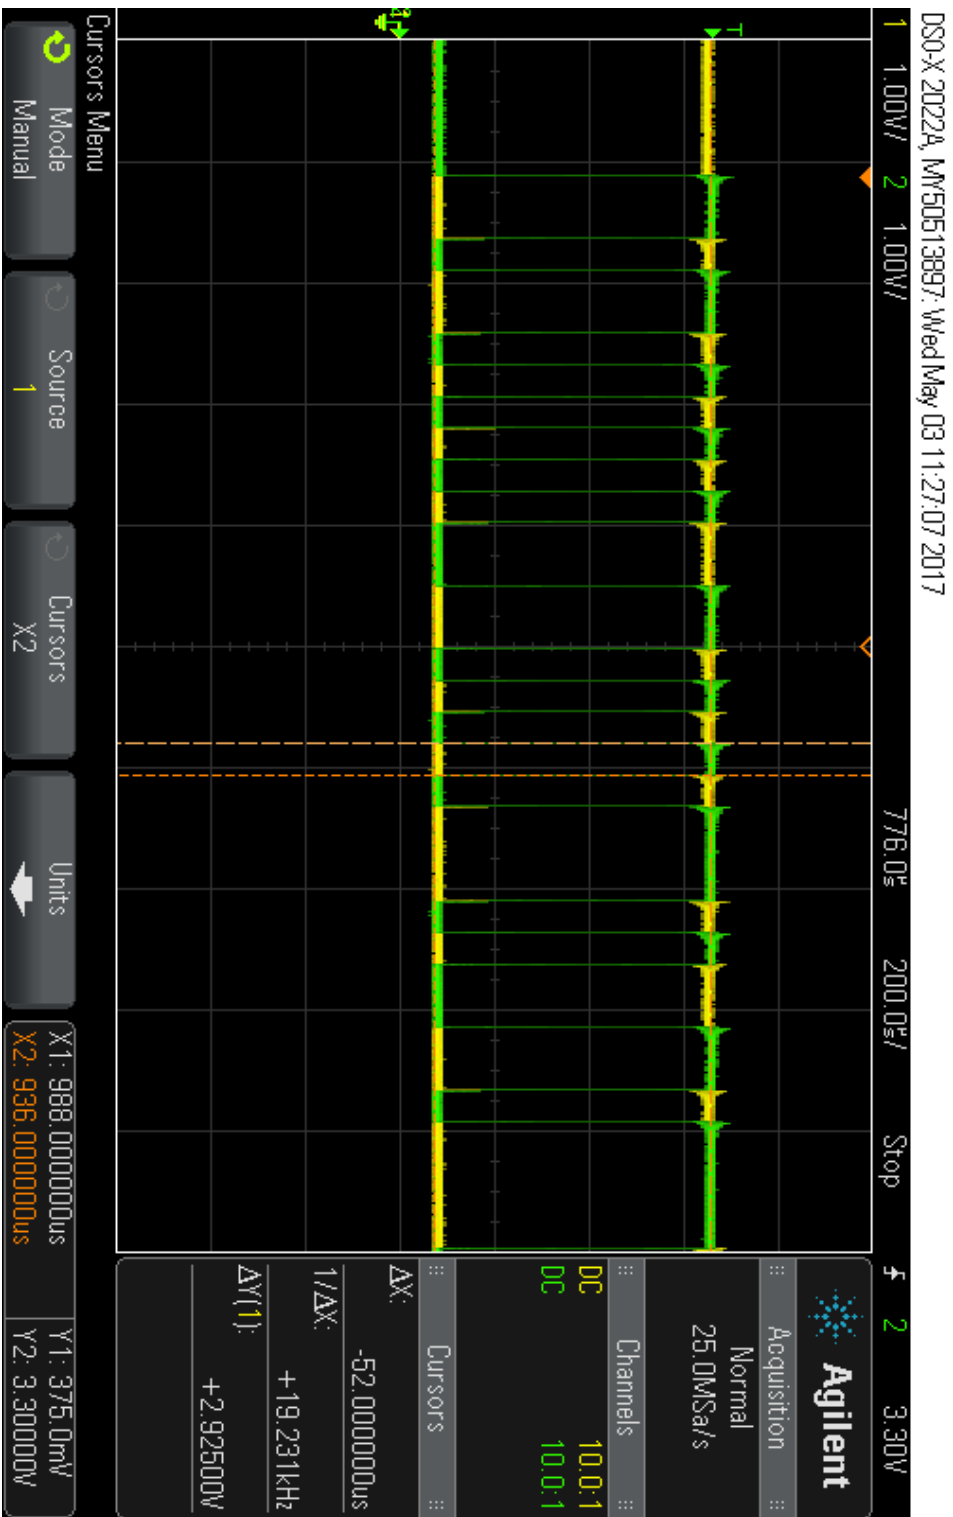 DSO-X 2022A, MY50513897: Wed May 03 11:27:07 2017
1 1.00V/ 2 1.00V/ 776.0s 200.0s/ Stop 2 3.30V
T
Agilent
Acquisition
Normal
25.0MSa/s
Channels
DC 10.0:1
DC 10.0:1
Cursors
ΔX:
-52.000000us
1/ΔX:
+19.231kHz
ΔY(1):
+2.92500V
Cursors Menu
Mode
Manual
Source
1
Cursors
X2
Units
X1: 988.000000us
X2: 936.000000us
Y1: 375.0mV
Y2: 3.30000V